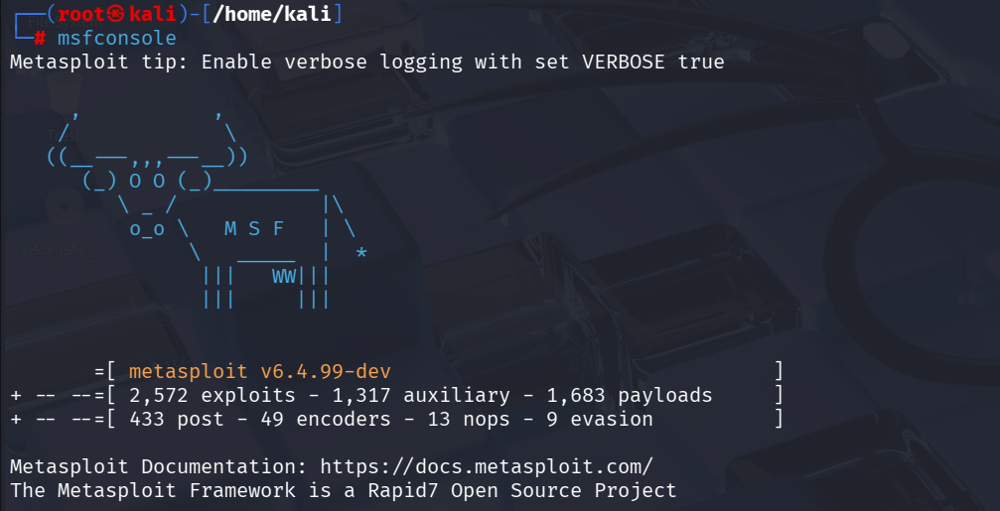 ┌──(root㉿kali)-[/home/kali]
└─# msfconsole
Metasploit tip: Enable verbose logging with set VERBOSE true

      ,           ,
     /             \
   ((__---,,,---__))
      (_) O O (_)_________
         \ _ /            |\
          o_o \   M S F   | \
               \   _____  |  *
                |||   WW|||
                |||     |||

       =[ metasploit v6.4.99-dev                                ]
+ -- --=[ 2,572 exploits - 1,317 auxiliary - 1,683 payloads     ]
+ -- --=[ 433 post - 49 encoders - 13 nops - 9 evasion          ]

Metasploit Documentation: https://docs.metasploit.com/
The Metasploit Framework is a Rapid7 Open Source Project